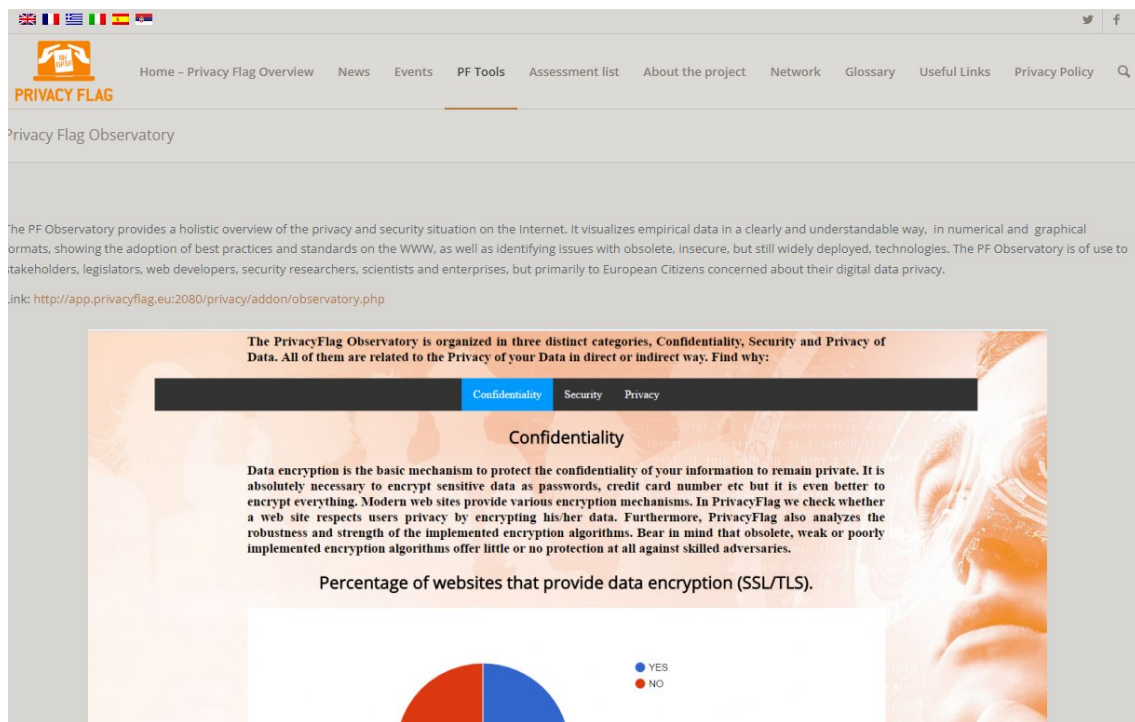 MY DATA
PRIVACY FLAG
Home – Privacy Flag Overview News Events PF Tools Assessment list About the project Network Glossary Useful Links Privacy Policy
Privacy Flag Observatory
The PF Observatory provides a holistic overview of the privacy and security situation on the Internet. It visualizes empirical data in a clearly and understandable way, in numerical and graphical
formats, showing the adoption of best practices and standards on the WWW, as well as identifying issues with obsolete, insecure, but still widely deployed, technologies. The PF Observatory is of use to
stakeholders, legislators, web developers, security researchers, scientists and enterprises, but primarily to European Citizens concerned about their digital data privacy.
Link: http://app.privacyflag.eu:2080/privacy/addon/observatory.php
The PrivacyFlag Observatory is organized in three distinct categories, Confidentiality, Security and Privacy of
Data. All of them are related to the Privacy of your Data in direct or indirect way. Find why:
Confidentiality Security Privacy
Confidentiality
Data encryption is the basic mechanism to protect the confidentiality of your information to remain private. It is
absolutely necessary to encrypt sensitive data as passwords, credit card number etc but it is even better to
encrypt everything. Modern web sites provide various encryption mechanisms. In PrivacyFlag we check whether
a web site respects users privacy by encrypting his/her data. Furthermore, PrivacyFlag also analyzes the
robustness and strength of the implemented encryption algorithms. Bear in mind that obsolete, weak or poorly
implemented encryption algorithms offer little or no protection at all against skilled adversaries.
Percentage of websites that provide data encryption (SSL/TLS).
YES
NO